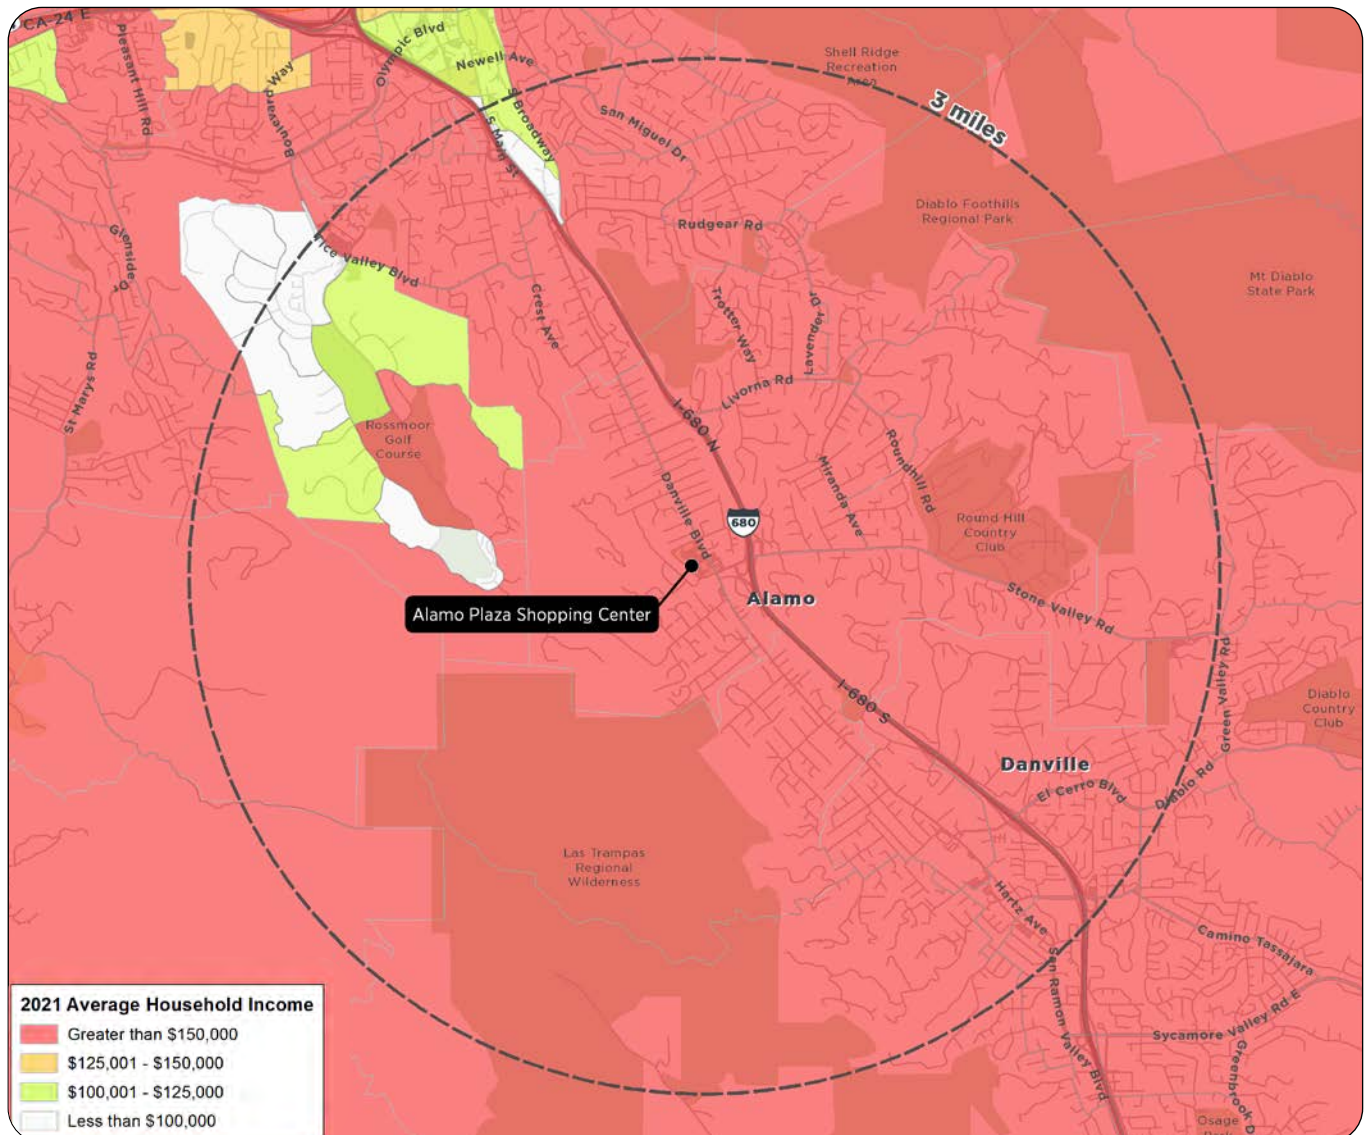 CA-24 E
Pleasant Hill Rd
Boulevard Way
Olympic Blvd
Newell Ave
S Broadway
S Main St
San Miguel Dr
Shell Ridge
Recreation
Area
3 miles
Diablo Foothills
Regional Park
Mt Diablo
State Park
Rudgear Rd
Glenside Dr
Tice Valley Blvd
Crest Ave
Trotter Way
Lavender Dr
St Marys Rd
Livorna Rd
I-680 N
Rossmoor
Golf
Course
Danville Blvd
Miranda Ave
Roundhill Rd
680
Round Hill
Country
Club
Alamo Plaza Shopping Center
Alamo
Stone Valley Rd
I-680 S
Green Valley Rd
Diablo
Country
Club
Danville
El Cerro Blvd
Diablo Rd
Las Trampas
Regional
Wilderness
Hartz Ave
Camino Tassajara
San Ramon Valley Blvd
Sycamore Valley Rd E
Osage
2021 Average Household Income
Greater than $150,000
$125,001 - $150,000
$100,001 - $125,000
Less than $100,000